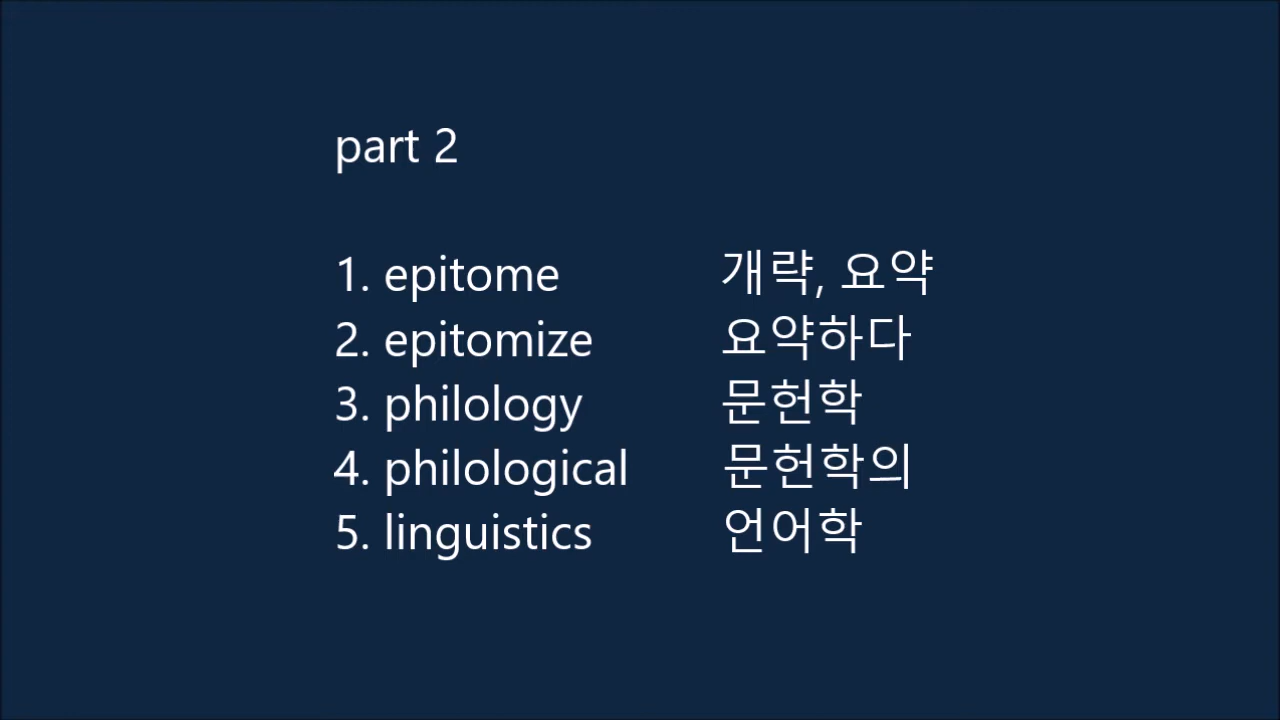 part 2
1. epitome 개략, 요약
2. epitomize 요약하다
3. philology 문헌학
4. philological 문헌학의
5. linguistics 언어학